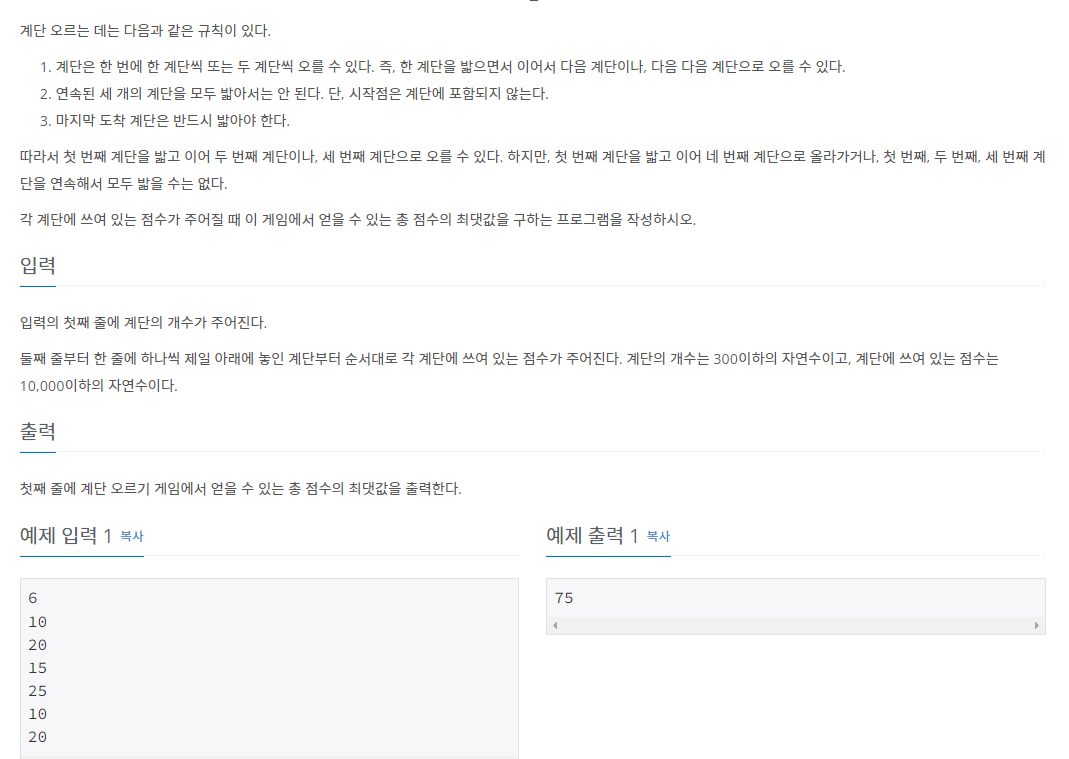 계단 오르는 데는 다음과 같은 규칙이 있다.
1. 계단은 한 번에 한 계단씩 또는 두 계단씩 오를 수 있다. 즉, 한 계단을 밟으면서 이어서 다음 계단이나, 다음 다음 계단으로 오를 수 있다.
2. 연속된 세 개의 계단을 모두 밟아서는 안 된다. 단, 시작점은 계단에 포함되지 않는다.
3. 마지막 도착 계단은 반드시 밟아야 한다.
따라서 첫 번째 계단을 밟고 이어 두 번째 계단이나, 세 번째 계단으로 오를 수 있다. 하지만, 첫 번째 계단을 밟고 이어 네 번째 계단으로 올라가거나, 첫 번째, 두 번째, 세 번째 계
단을 연속해서 모두 밟을 수는 없다.
각 계단에 쓰여 있는 점수가 주어질 때 이 게임에서 얻을 수 있는 총 점수의 최댓값을 구하는 프로그램을 작성하시오.
입력
입력의 첫째 줄에 계단의 개수가 주어진다.
둘째 줄부터 한 줄에 하나씩 제일 아래에 놓인 계단부터 순서대로 각 계단에 쓰여 있는 점수가 주어진다. 계단의 개수는 300이하의 자연수이고, 계단에 쓰여 있는 점수는
10,000이하의 자연수이다.
출력
첫째 줄에 계단 오르기 게임에서 얻을 수 있는 총 점수의 최댓값을 출력한다.
예제 입력 1 복사
6
10
20
15
25
10
20
예제 출력 1 복사
75